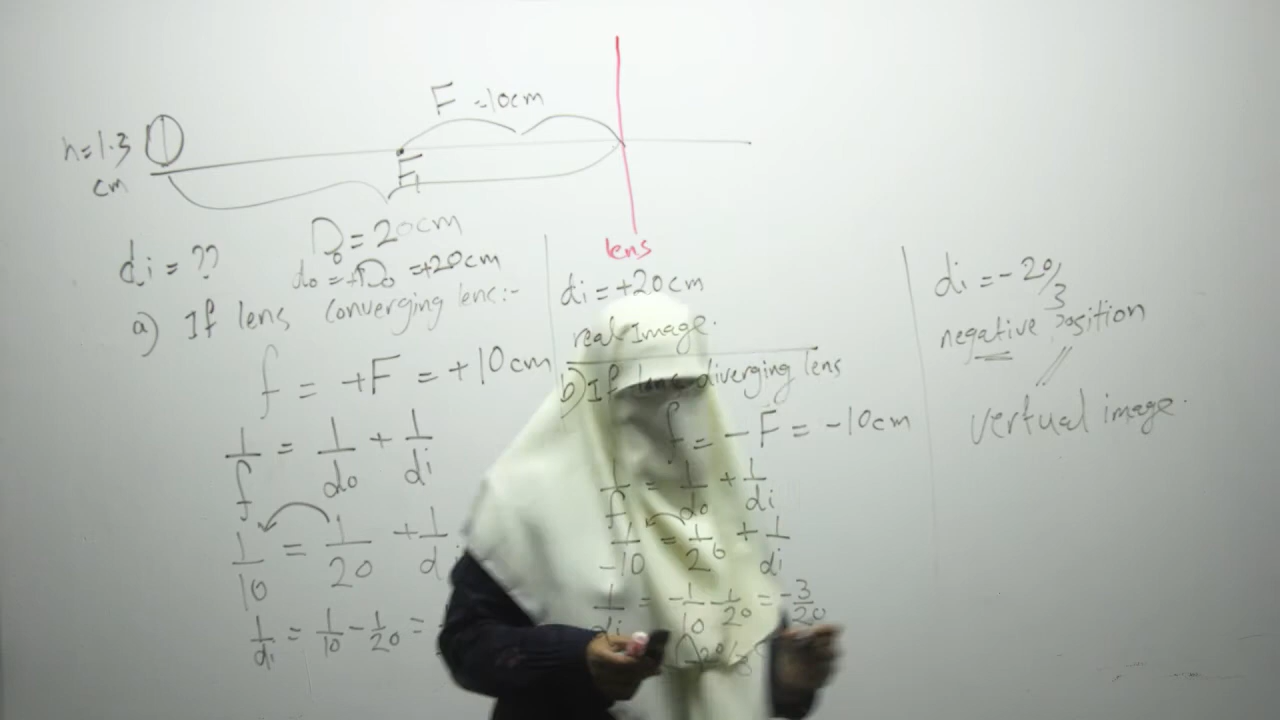 F = 10cm
h=1.3
cm
F1
D0 = 20cm
lens
di = ??
do = +Do = +20cm
a) If lens converging lenc:-
f = +F = +10cm
1/f = 1/do + 1/di
1/10 = 1/20 + 1/d
1/di = 1/10 - 1/20 =
di = +20cm
real Image.
b) If lenc diverging lens
f = -F = -10cm
1/f = 1/do + 1/di
1/-10 = 1/20 + 1/di
1/di = -1/10 - 1/20 = -3/20
di = -20/3
negative position
vertual image.